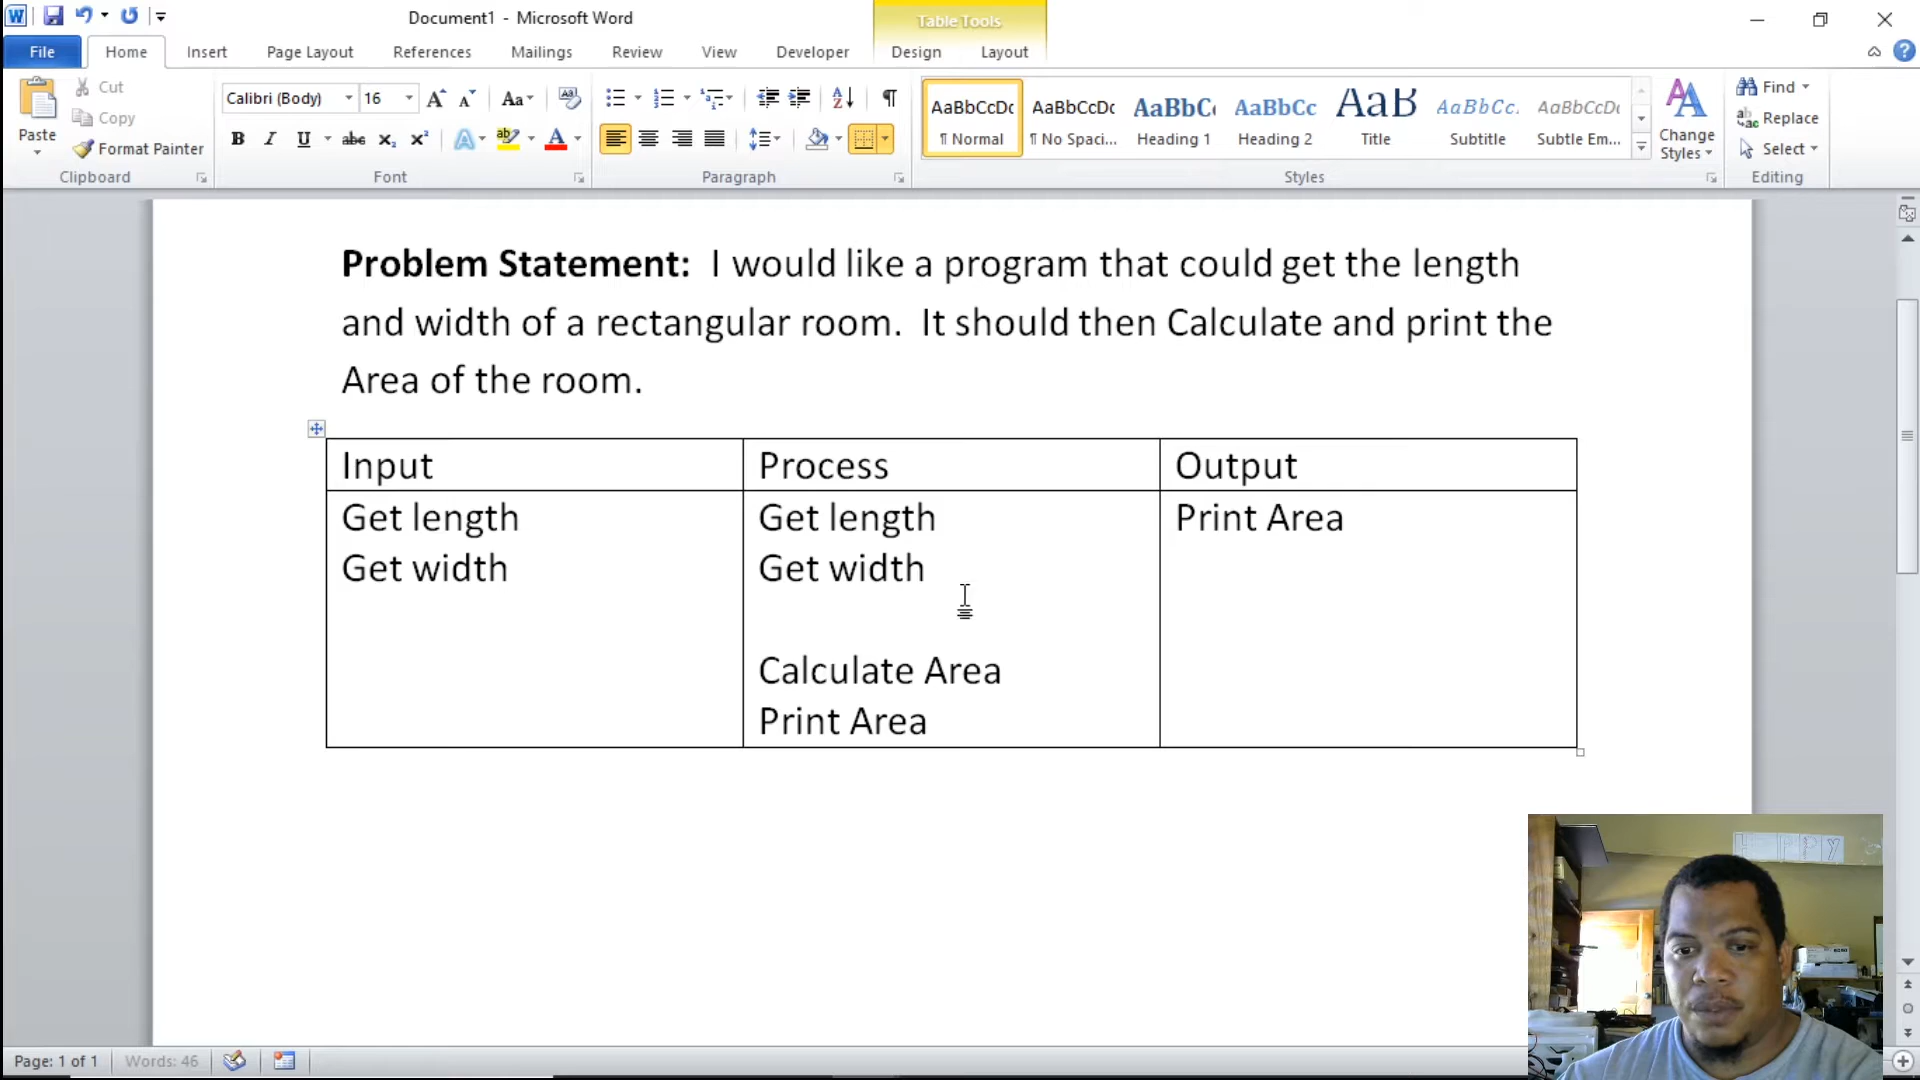 Document1 - Microsoft Word
Table Tools
File Home Insert Page Layout References Mailings Review View Developer Design Layout
Paste
Cut
Copy
Format Painter
Clipboard
Calibri (Body) 16
Font
Paragraph
AaBbCcDc AaBbCcDc AaBbC AaBbCc AaB AaBbCc. AaBbCcDc
¶ Normal ¶ No Spaci... Heading 1 Heading 2 Title Subtitle Subtle Em...
Change
Styles
Styles
Find
Replace
Select
Editing
Problem Statement: I would like a program that could get the length
and width of a rectangular room. It should then Calculate and print the
Area of the room.
Input Process Output
Get length Get length Print Area
Get width Get width
Calculate Area
Print Area
Page: 1 of 1 Words: 46